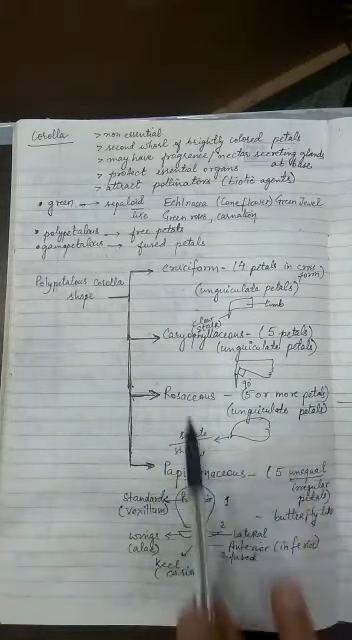 Corolla > non essential
> second whorl of brightly colored petals
> may have fragrance/nectar secreting glands at base
> protect essential organs
> attract pollinators (biotic agents)
• green → sepaloid Echinacea (Coneflower) Green Jewel
like Green rose, carnation
• polypetalous → free petals
• gamopetalous → fused petals
Polypetalous corolla shape
cruciform - (4 petals in cross form)
(unguiculate petals)
limb
claw
Caryophyllaceous - (5 petals)
(unguiculate petals)
90°
Rosaceous - (5 or more petals)
(unguiculate petals)
(5 unequal
irregular
petals)
Standard
(vexillum)
1
- butterfly like
2
wings
(alae)
Lateral
Anterior (inferior)
fused
Keel